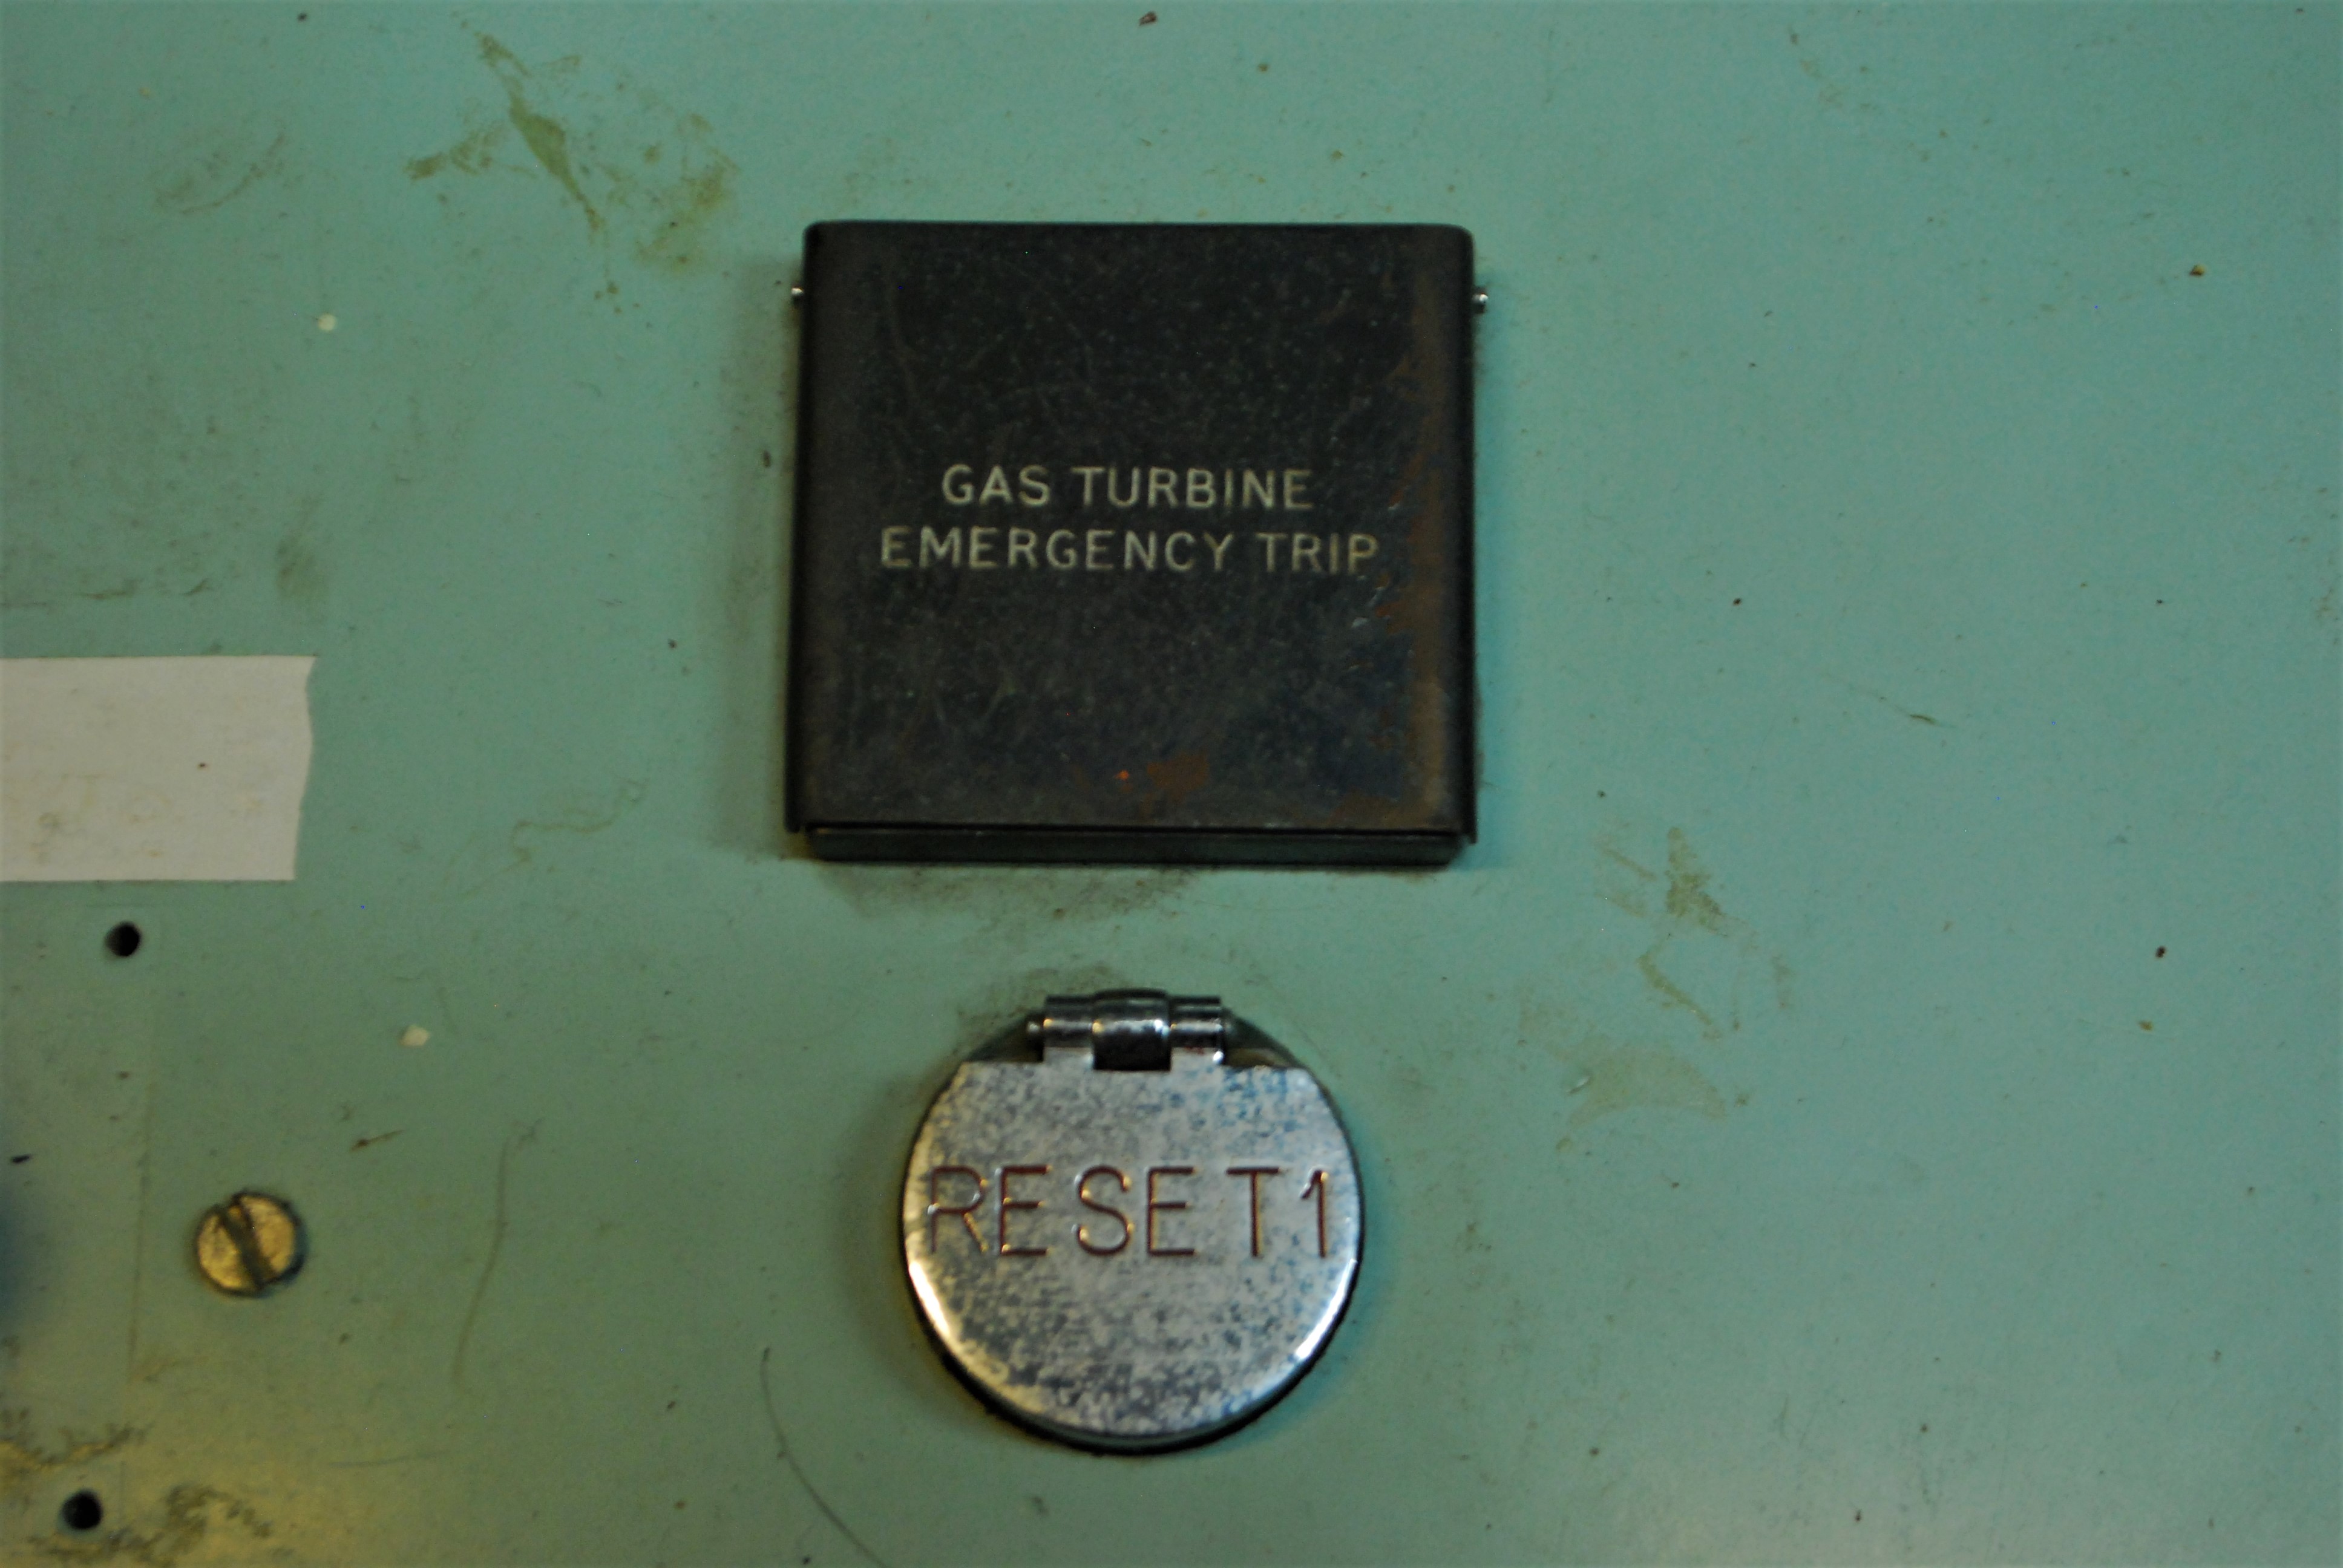 GAS TURBINE
EMERGENCY TRIP
RESET1